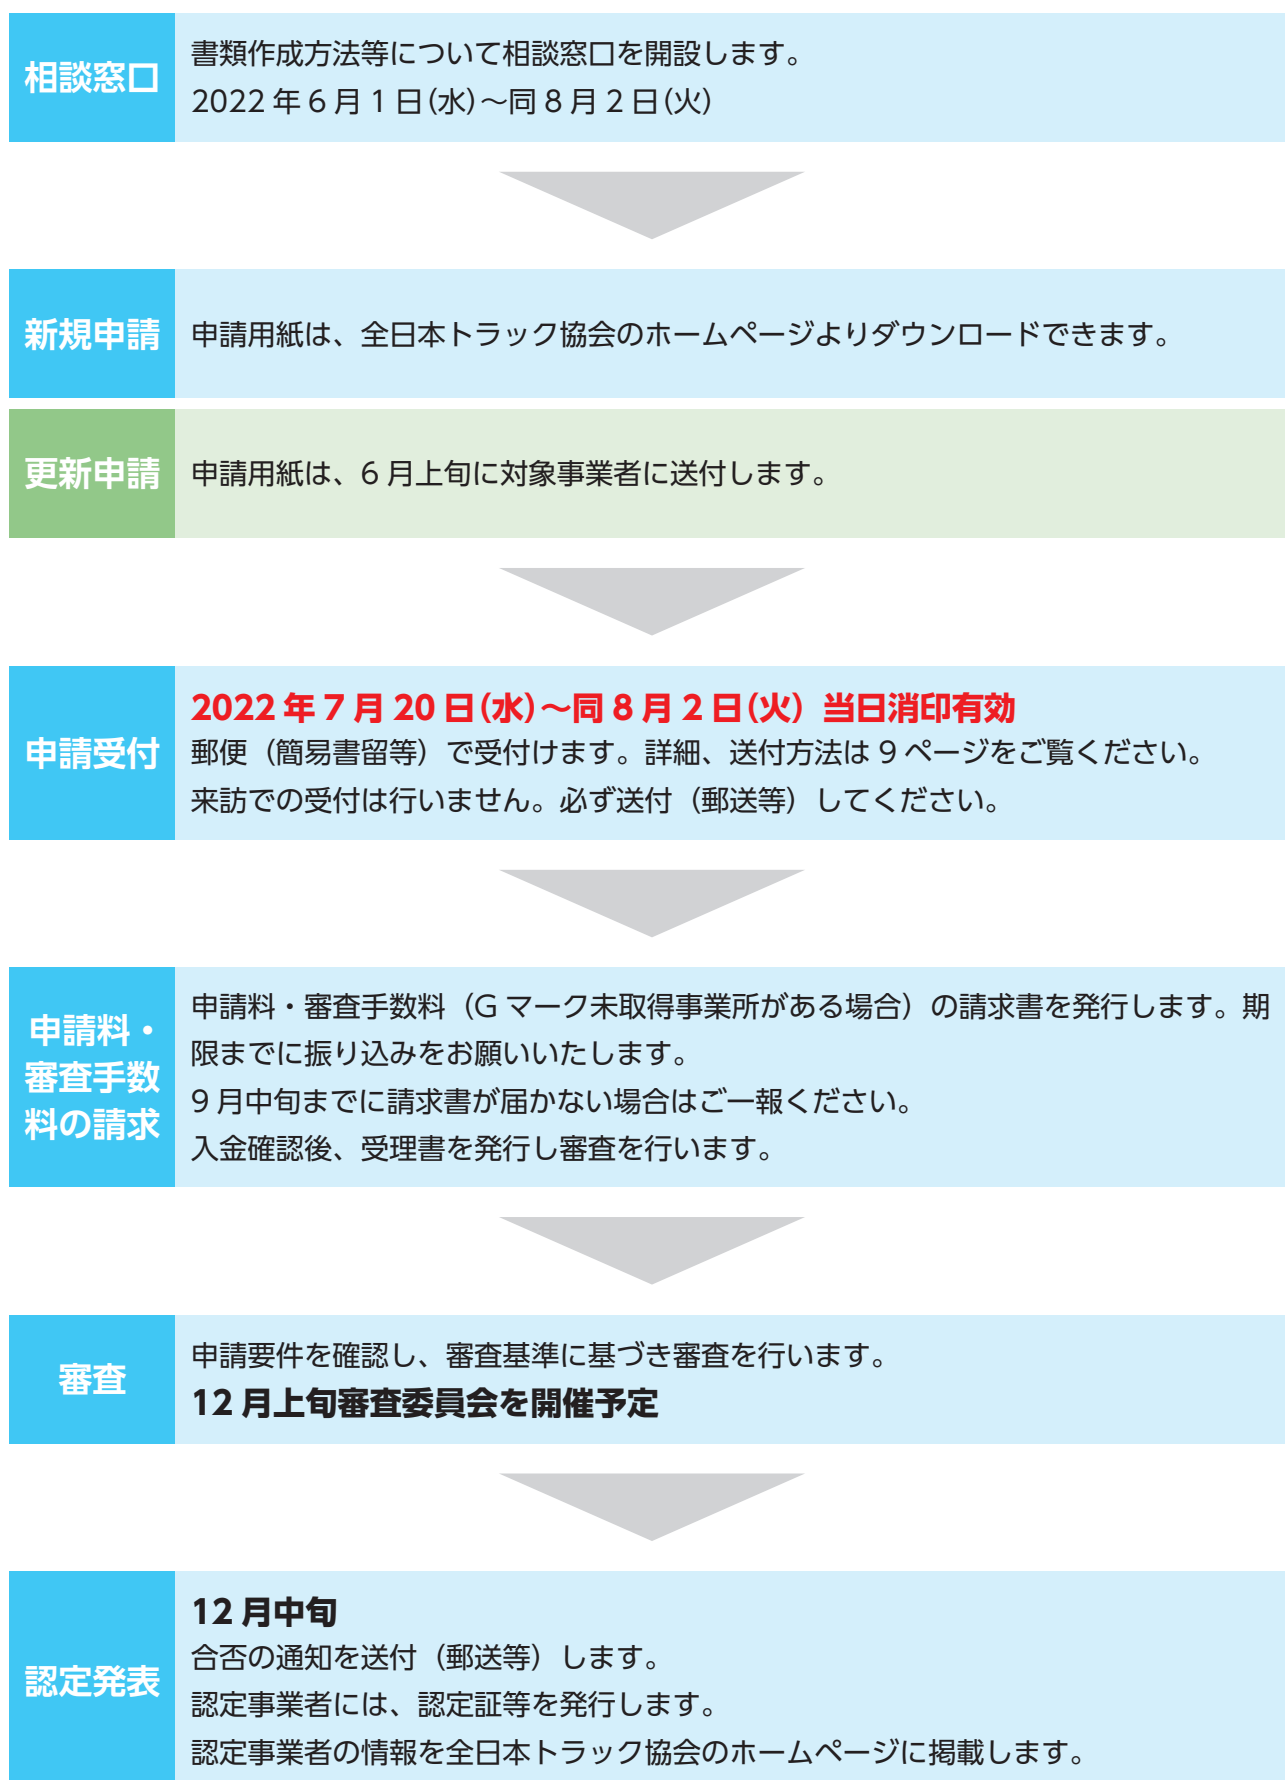 相談窓口
書類作成方法等について相談窓口を開設します。
2022年6月1日(水)～同8月2日(火)
新規申請
申請用紙は、全日本トラック協会のホームページよりダウンロードできます。
更新申請
申請用紙は、6月上旬に対象事業者に送付します。
申請受付
2022年7月20日(水)～同8月2日(火) 当日消印有効
郵便（簡易書留等）で受付けます。詳細、送付方法は9ページをご覧ください。
来訪での受付は行いません。必ず送付（郵送等）してください。
申請料・
審査手数
料の請求
申請料・審査手数料（Gマーク未取得事業所がある場合）の請求書を発行します。期
限までに振り込みをお願いいたします。
9月中旬までに請求書が届かない場合はご一報ください。
入金確認後、受理書を発行し審査を行います。
審査
申請要件を確認し、審査基準に基づき審査を行います。
12月上旬審査委員会を開催予定
認定発表
12月中旬
合否の通知を送付（郵送等）します。
認定事業者には、認定証等を発行します。
認定事業者の情報を全日本トラック協会のホームページに掲載します。